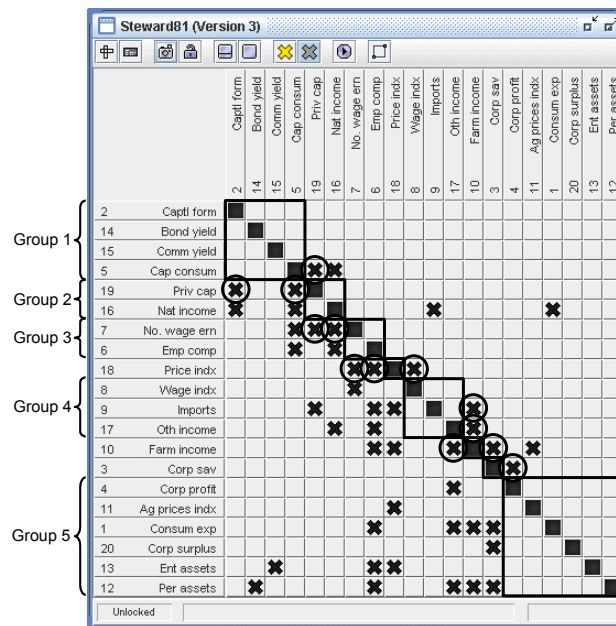 Steward81 (Version 3)
Captl form
Bond yield
Comm yield
Cap consum
Priv cap
Nat income
No. wage ern
Emp comp
Price indx
Wage indx
Imports
Oth income
Farm income
Corp sav
Corp profit
Ag prices indx
Consum exp
Corp surplus
Ent assets
Per assets
2 14 15 5 19 16 7 6 18 8 9 17 10 3 4 11 1 20 13 12
2 Captl form
14 Bond yield
Group 1
15 Comm yield
5 Cap consum
19 Priv cap
Group 2
16 Nat income
7 No. wage ern
Group 3
6 Emp comp
18 Price indx
8 Wage indx
Group 4
9 Imports
17 Oth income
10 Farm income
3 Corp sav
4 Corp profit
11 Ag prices indx
Group 5
1 Consum exp
20 Corp surplus
13 Ent assets
12 Per assets
Unlocked